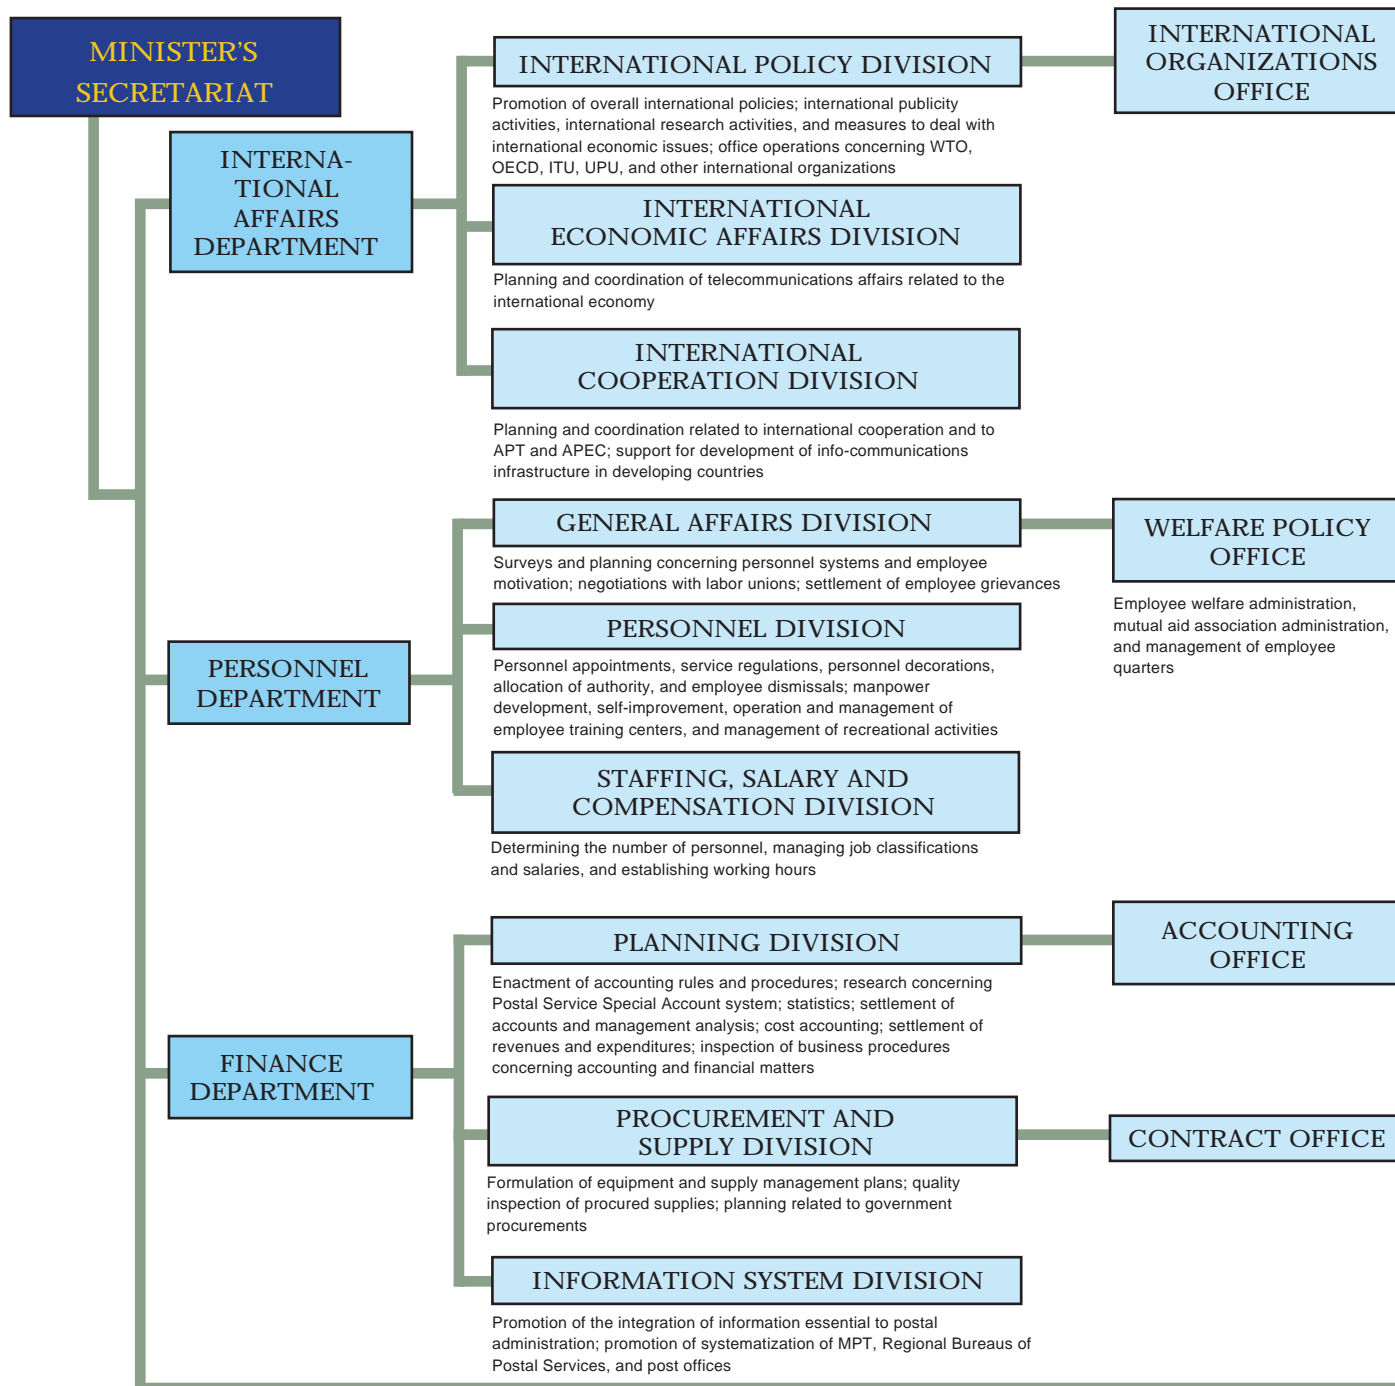 MINISTER'S
SECRETARIAT
INTERNA-
TIONAL
AFFAIRS
DEPARTMENT
INTERNATIONAL POLICY DIVISION
Promotion of overall international policies; international publicity
activities, international research activities, and measures to deal with
international economic issues; office operations concerning WTO,
OECD, ITU, UPU, and other international organizations
INTERNATIONAL
ORGANIZATIONS
OFFICE
INTERNATIONAL
ECONOMIC AFFAIRS DIVISION
Planning and coordination of telecommunications affairs related to the
international economy
INTERNATIONAL
COOPERATION DIVISION
Planning and coordination related to international cooperation and to
APT and APEC; support for development of info-communications
infrastructure in developing countries
PERSONNEL
DEPARTMENT
GENERAL AFFAIRS DIVISION
Surveys and planning concerning personnel systems and employee
motivation; negotiations with labor unions; settlement of employee grievances
WELFARE POLICY
OFFICE
Employee welfare administration,
mutual aid association administration,
and management of employee
quarters
PERSONNEL DIVISION
Personnel appointments, service regulations, personnel decorations,
allocation of authority, and employee dismissals; manpower
development, self-improvement, operation and management of
employee training centers, and management of recreational activities
STAFFING, SALARY AND
COMPENSATION DIVISION
Determining the number of personnel, managing job classifications
and salaries, and establishing working hours
FINANCE
DEPARTMENT
PLANNING DIVISION
Enactment of accounting rules and procedures; research concerning
Postal Service Special Account system; statistics; settlement of
accounts and management analysis; cost accounting; settlement of
revenues and expenditures; inspection of business procedures
concerning accounting and financial matters
ACCOUNTING
OFFICE
PROCUREMENT AND
SUPPLY DIVISION
Formulation of equipment and supply management plans; quality
inspection of procured supplies; planning related to government
procurements
CONTRACT OFFICE
INFORMATION SYSTEM DIVISION
Promotion of the integration of information essential to postal
administration; promotion of systematization of MPT, Regional Bureaus of
Postal Services, and post offices